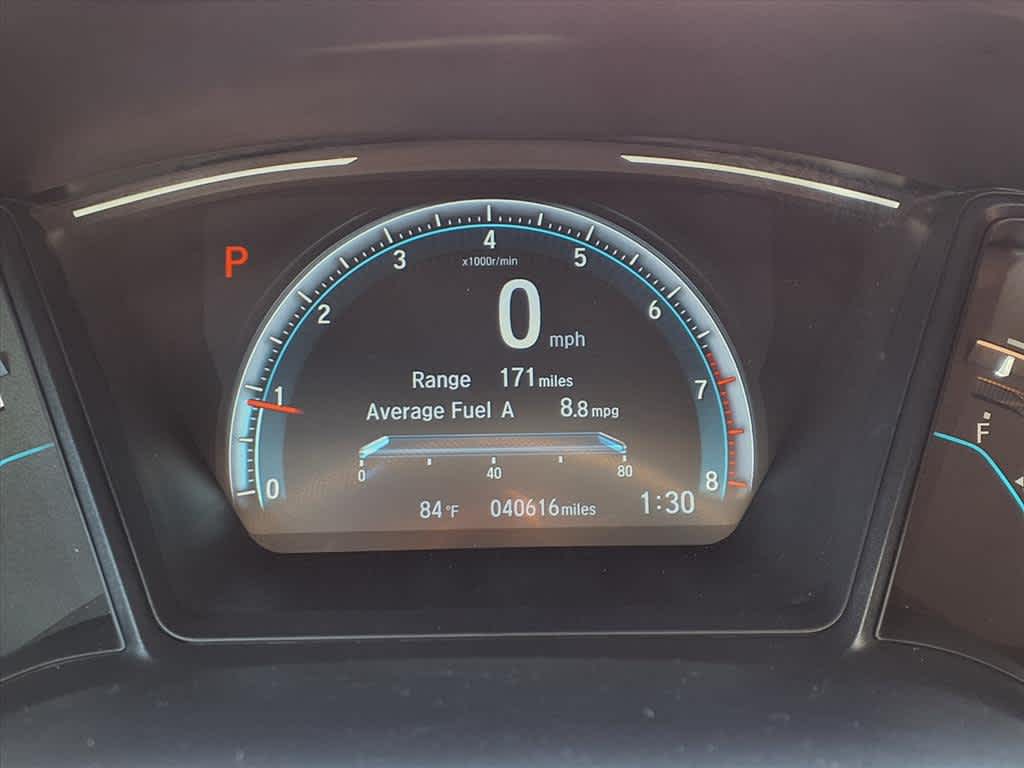 P
0 1 2 3 4 5 6 7 8
x1000r/min
0 mph
Range 171 miles
Average Fuel A 8.8 mpg
0 40 80
84 °F 040616 miles 1:30
F